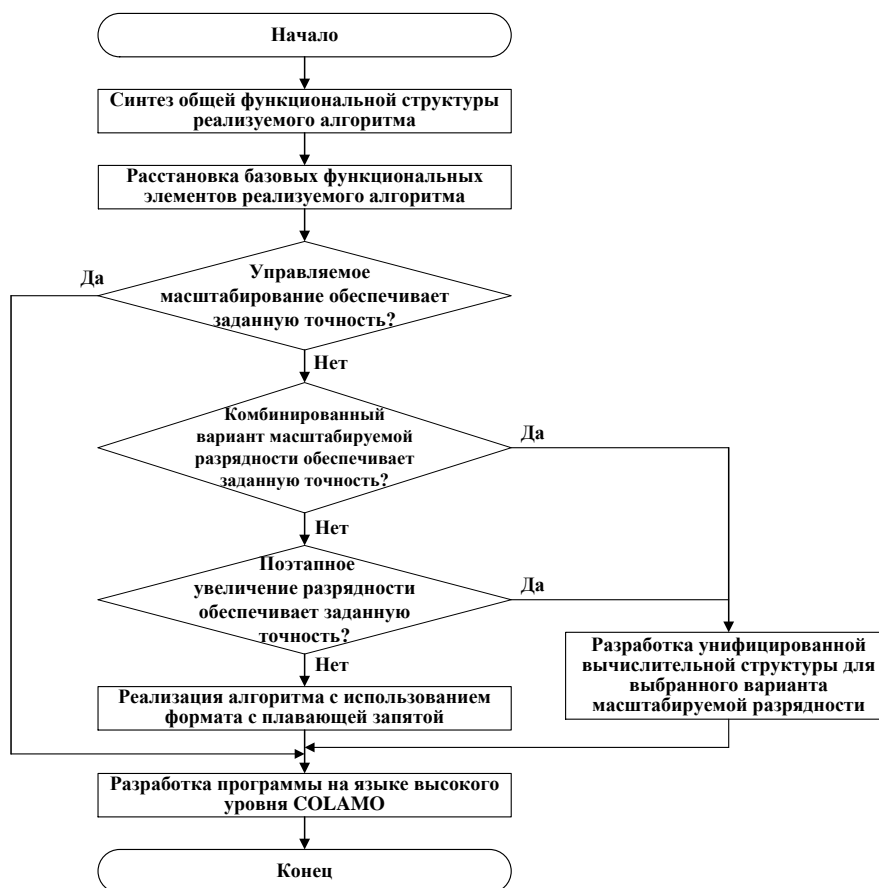 Начало
Синтез общей функциональной структуры
реализуемого алгоритма
Расстановка базовых функциональных
элементов реализуемого алгоритма
Да
Управляемое
масштабирование обеспечивает
заданную точность?
Нет
Комбинированный
вариант масштабируемой
разрядности обеспечивает
заданную точность?
Да
Нет
Поэтапное
увеличение разрядности
обеспечивает заданную
точность?
Да
Нет
Разработка унифицированной
вычислительной структуры для
выбранного варианта
масштабируемой разрядности
Реализация алгоритма с использованием
формата с плавающей запятой
Разработка программы на языке высокого
уровня COLAMO
Конец